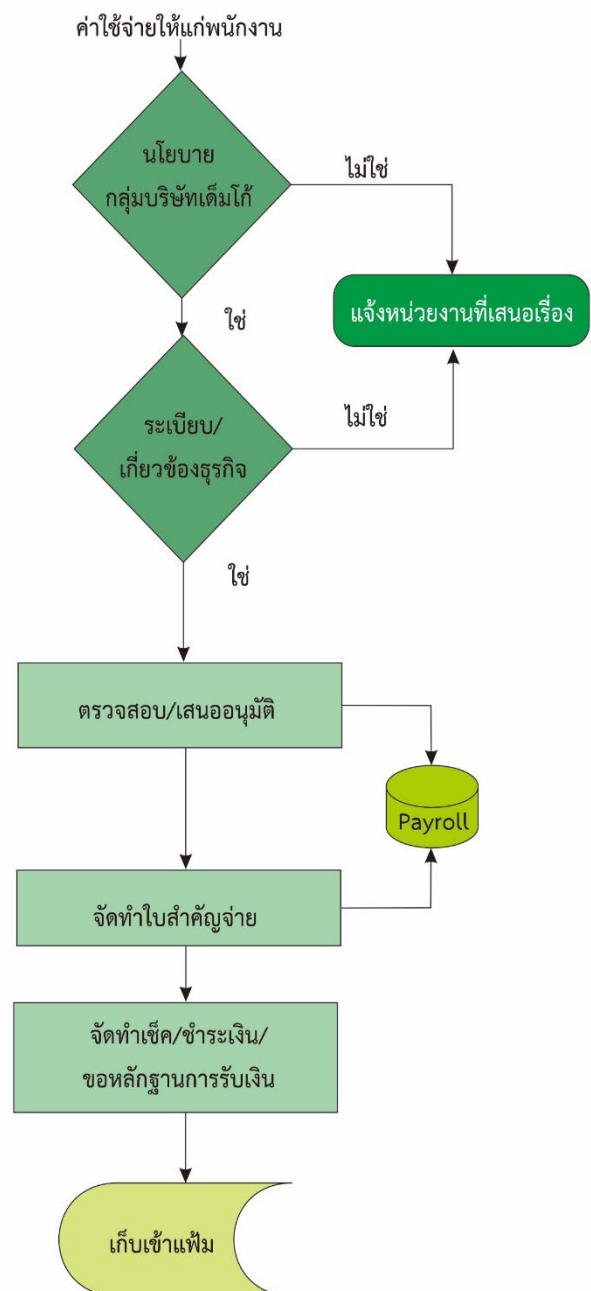 ค่าใช้จ่ายให้แก่พนักงาน
นโยบาย
กลุ่มบริษัทเด็มโก้
ไม่ใช่
แจ้งหน่วยงานที่เสนอเรื่อง
ใช่
ระเบียบ/
เกี่ยวข้องธุรกิจ
ไม่ใช่
ใช่
ตรวจสอบ/เสนออนุมัติ
Payroll
จัดทำใบสำคัญจ่าย
จัดทำเช็ค/ชำระเงิน/
ขอหลักฐานการรับเงิน
เก็บเข้าแฟ้ม